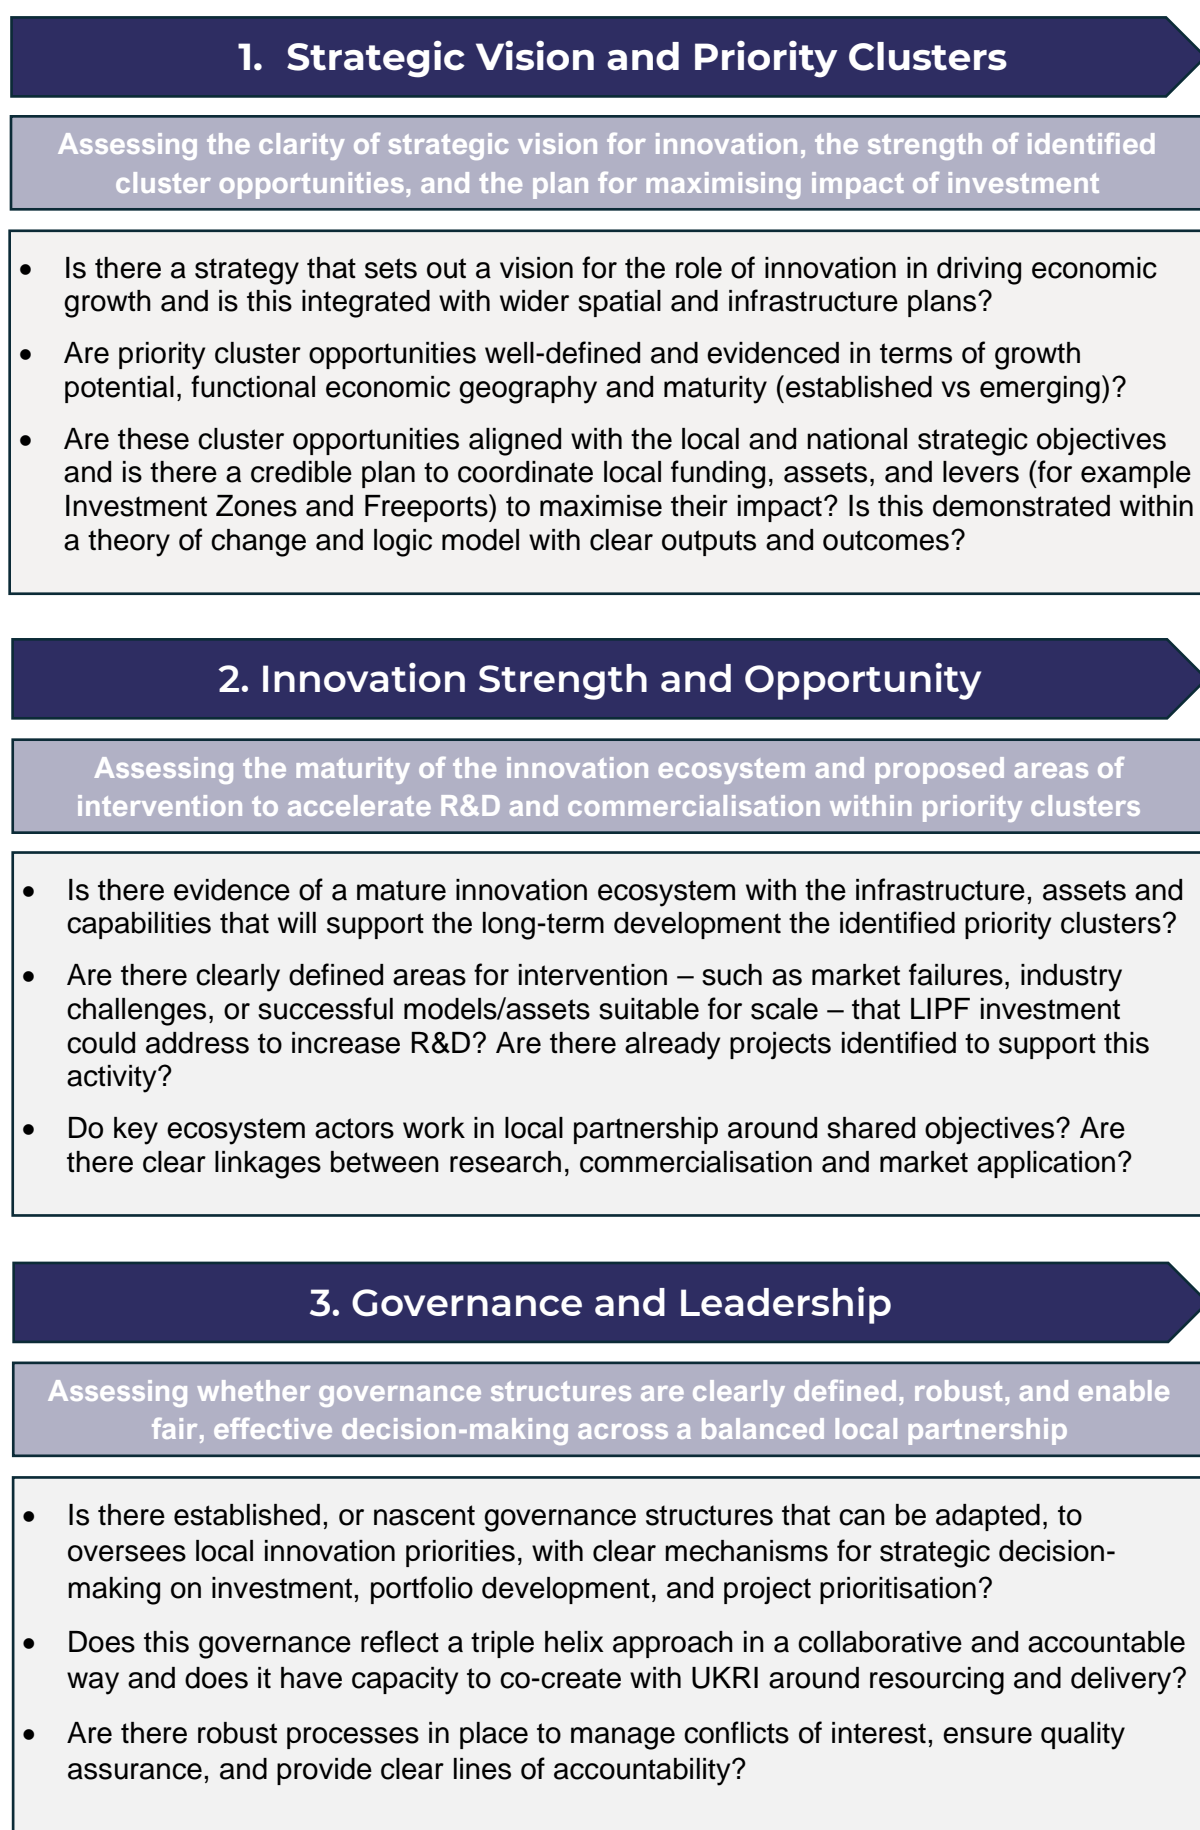 1. Strategic Vision and Priority Clusters
Assessing the clarity of strategic vision for innovation, the strength of identified
cluster opportunities, and the plan for maximising impact of investment
• Is there a strategy that sets out a vision for the role of innovation in driving economic
growth and is this integrated with wider spatial and infrastructure plans?
• Are priority cluster opportunities well-defined and evidenced in terms of growth
potential, functional economic geography and maturity (established vs emerging)?
• Are these cluster opportunities aligned with the local and national strategic objectives
and is there a credible plan to coordinate local funding, assets, and levers (for example
Investment Zones and Freeports) to maximise their impact? Is this demonstrated within
a theory of change and logic model with clear outputs and outcomes?
2. Innovation Strength and Opportunity
Assessing the maturity of the innovation ecosystem and proposed areas of
intervention to accelerate R&D and commercialisation within priority clusters
• Is there evidence of a mature innovation ecosystem with the infrastructure, assets and
capabilities that will support the long-term development the identified priority clusters?
• Are there clearly defined areas for intervention – such as market failures, industry
challenges, or successful models/assets suitable for scale – that LIPF investment
could address to increase R&D? Are there already projects identified to support this
activity?
• Do key ecosystem actors work in local partnership around shared objectives? Are
there clear linkages between research, commercialisation and market application?
3. Governance and Leadership
Assessing whether governance structures are clearly defined, robust, and enable
fair, effective decision-making across a balanced local partnership
• Is there established, or nascent governance structures that can be adapted, to
oversees local innovation priorities, with clear mechanisms for strategic decision-
making on investment, portfolio development, and project prioritisation?
• Does this governance reflect a triple helix approach in a collaborative and accountable
way and does it have capacity to co-create with UKRI around resourcing and delivery?
• Are there robust processes in place to manage conflicts of interest, ensure quality
assurance, and provide clear lines of accountability?